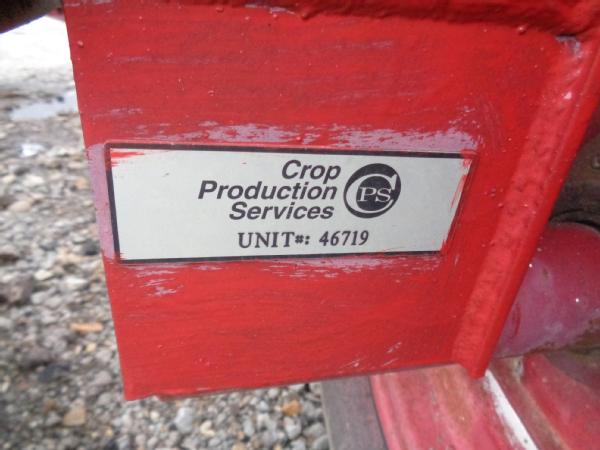 Crop
Production
Services
CPS
UNIT#: 46719